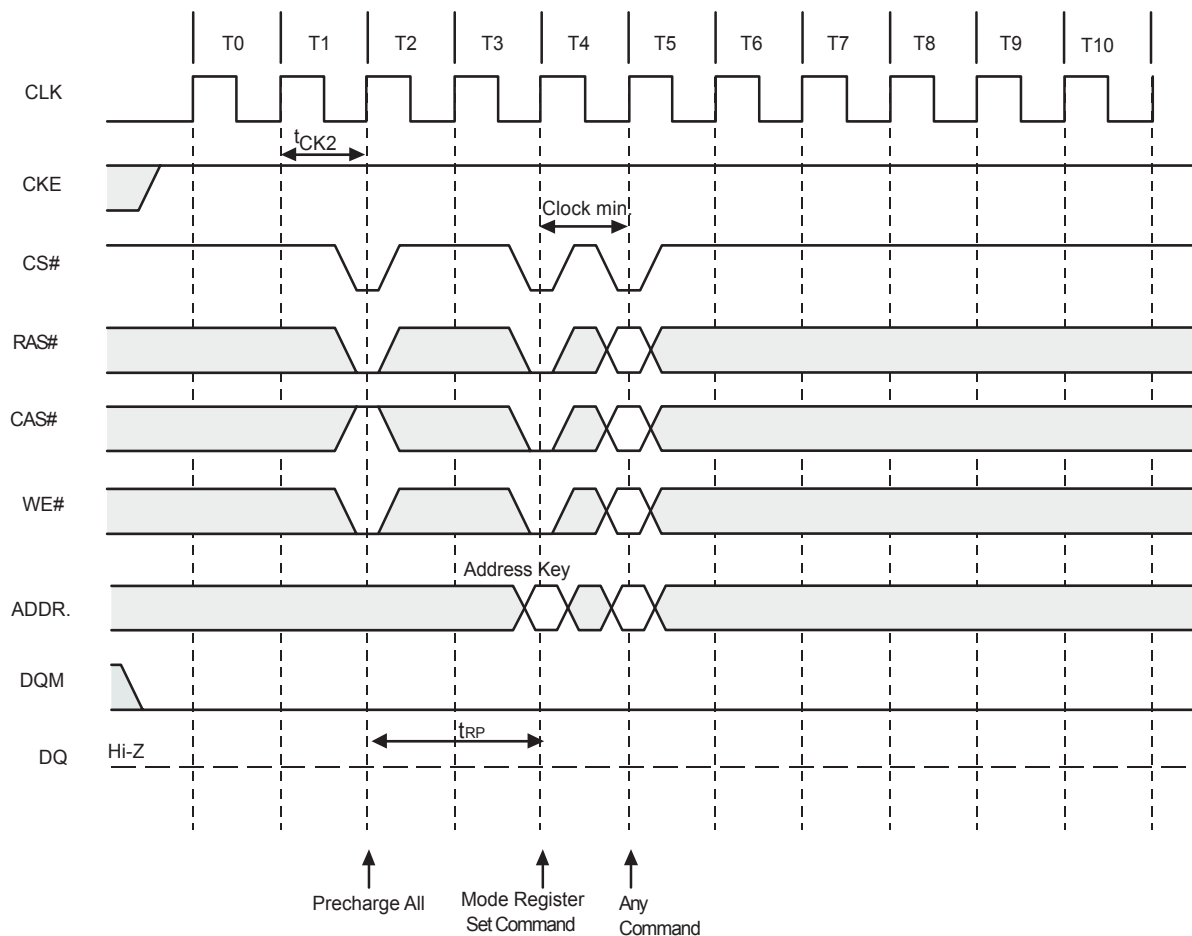 T0 T1 T2 T3 T4 T5 T6 T7 T8 T9 T10
CLK
tCK2
CKE
Clock min.
CS#
RAS#
CAS#
WE#
Address Key
ADDR.
DQM
tRP
DQ Hi-Z
Precharge All
Mode Register
Set Command
Any
Command